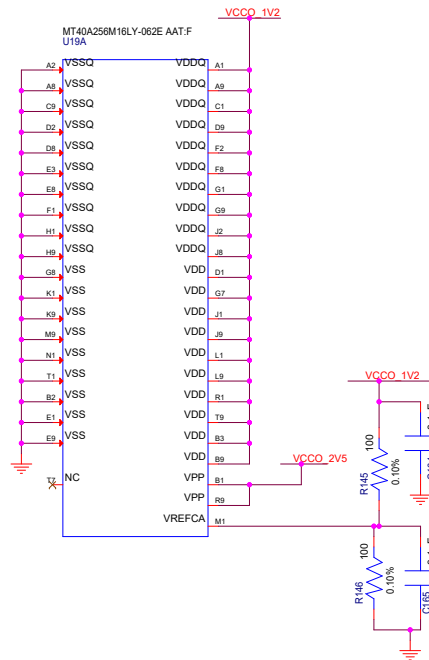 VCCO_1V2
MT40A256M16LY-062E AAT:F
U19A
A2 VSSQ VDDQ A1
A8 VSSQ VDDQ A9
C9 VSSQ VDDQ C1
D2 VSSQ VDDQ D9
D8 VSSQ VDDQ F2
E3 VSSQ VDDQ F8
E8 VSSQ VDDQ G1
F1 VSSQ VDDQ G9
H1 VSSQ VDDQ J2
H9 VSSQ VDDQ J8
G8 VSS VDD D1
K1 VSS VDD G7
K9 VSS VDD J1
M9 VSS VDD J9
N1 VSS VDD L1
T1 VSS VDD L9
B2 VSS VDD R1
E1 VSS VDD T9
E9 VSS VDD B3
VDD B9
T7 NC VPP B1
VPP R9
VREFCA M1
VCCO_2V5
VCCO_1V2
R145
100
0.10%
R146
100
0.10%
C165